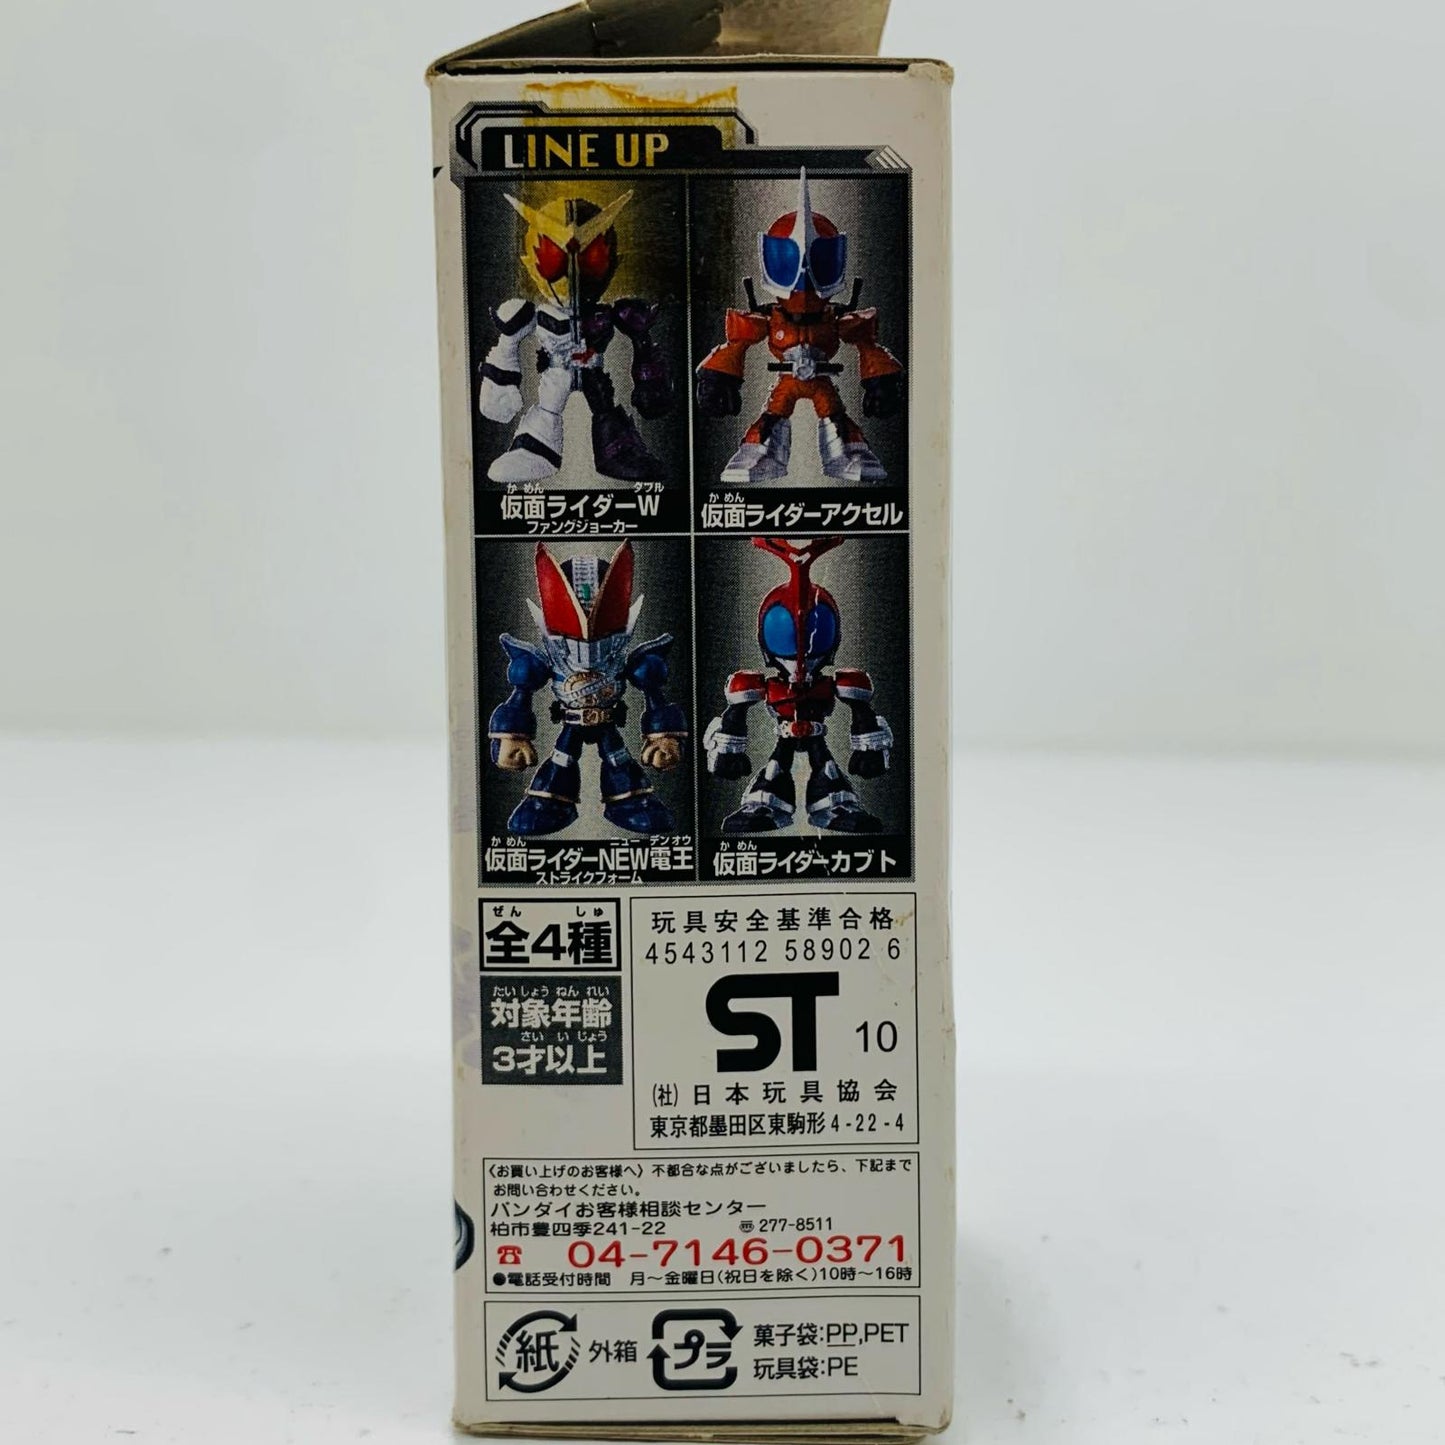 LINE UP
かめん ダブル
仮面ライダーW
ファングジョーカー
かめん
仮面ライダーアクセル
かめん ニュー デンオウ
仮面ライダーNEW電王
ストライクフォーム
かめん
仮面ライダーカブト
ぜん しゅ
全4種
たいしょう ねんれい
対象年齢
さい いじょう
3才以上
玩具安全基準合格
4543112 58902 6
ST 10
(社)日本玩具協会
東京都墨田区東駒形4-22-4
〈お買い上げのお客様へ〉不都合な点がございましたら、下記まで
お問い合わせください。
バンダイお客様相談センター
柏市豊四季241-22 〠277-8511
☎ 04-7146-0371
●電話受付時間 月〜金曜日(祝日を除く)10時〜16時
紙 外箱 プラ 菓子袋:PP,PET
玩具袋:PE